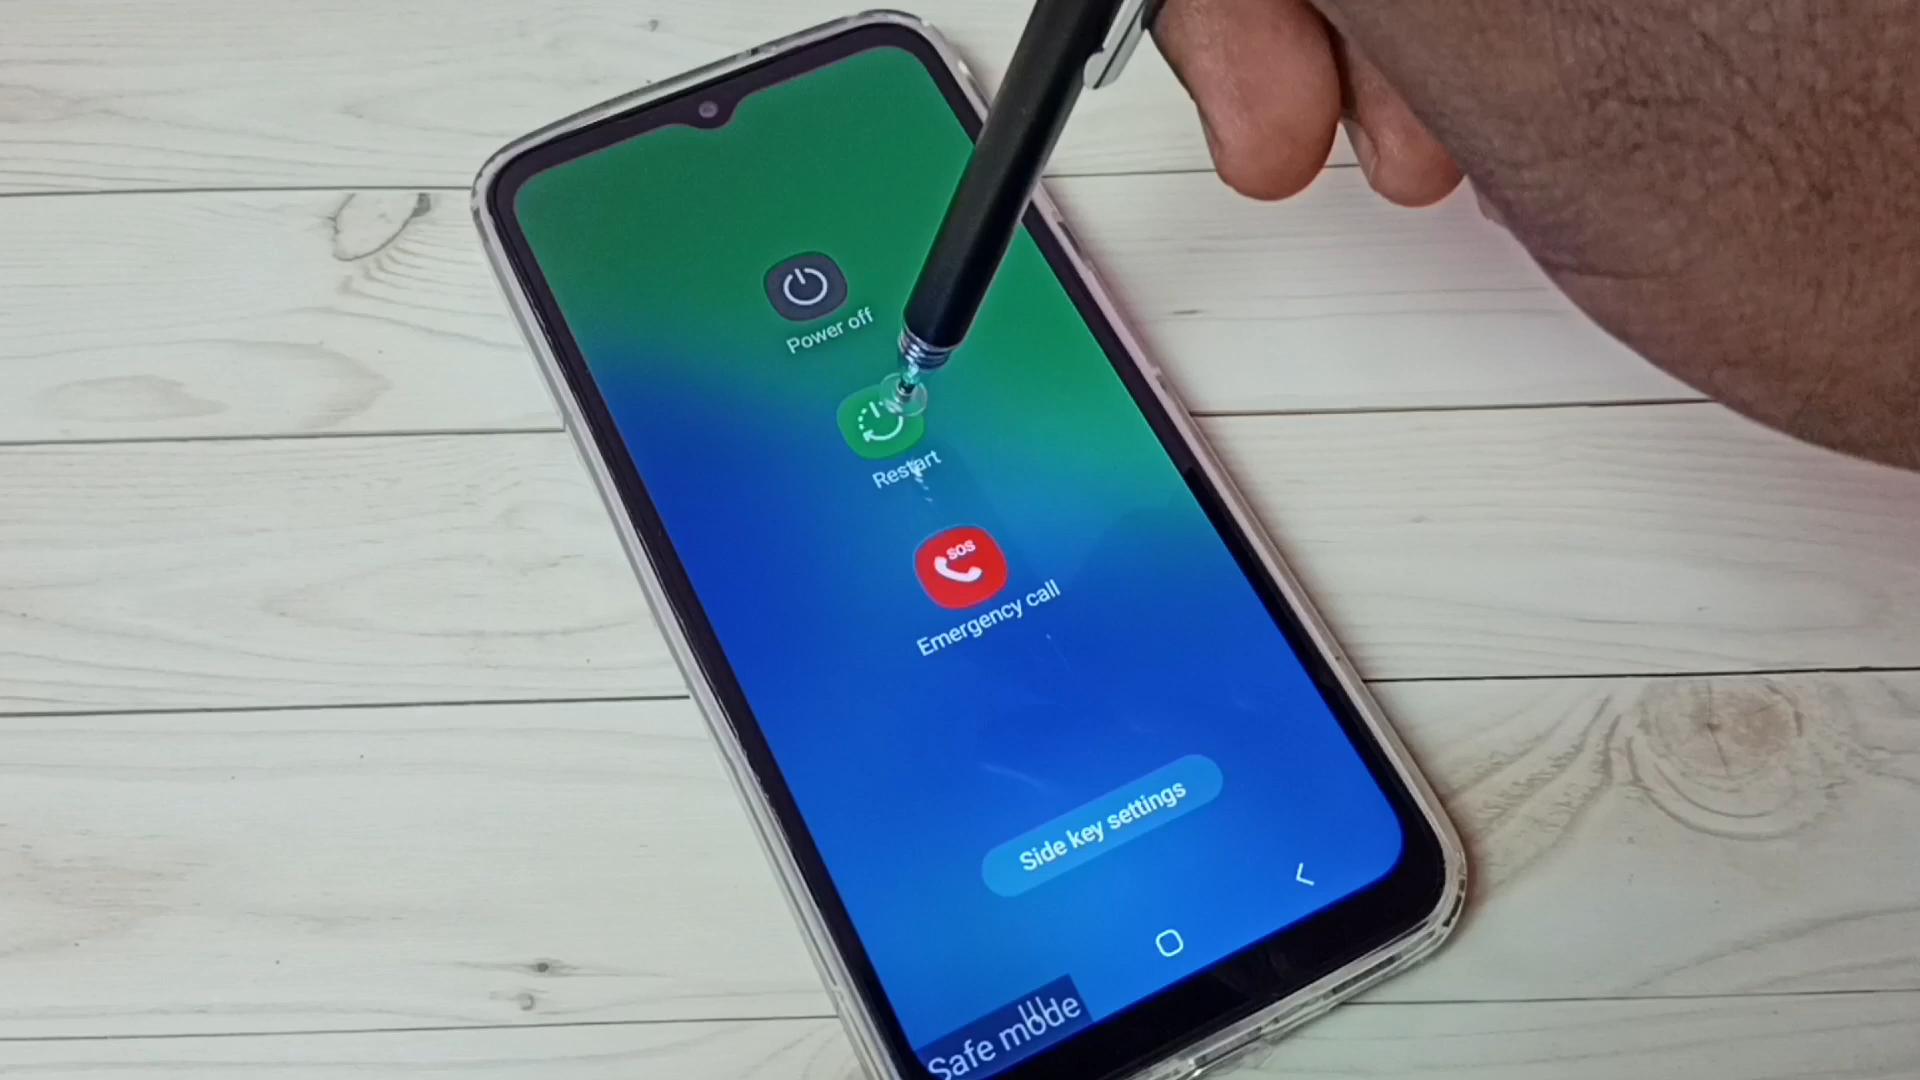 Power off
Restart
SOS
Emergency call
Side key settings
Safe mode